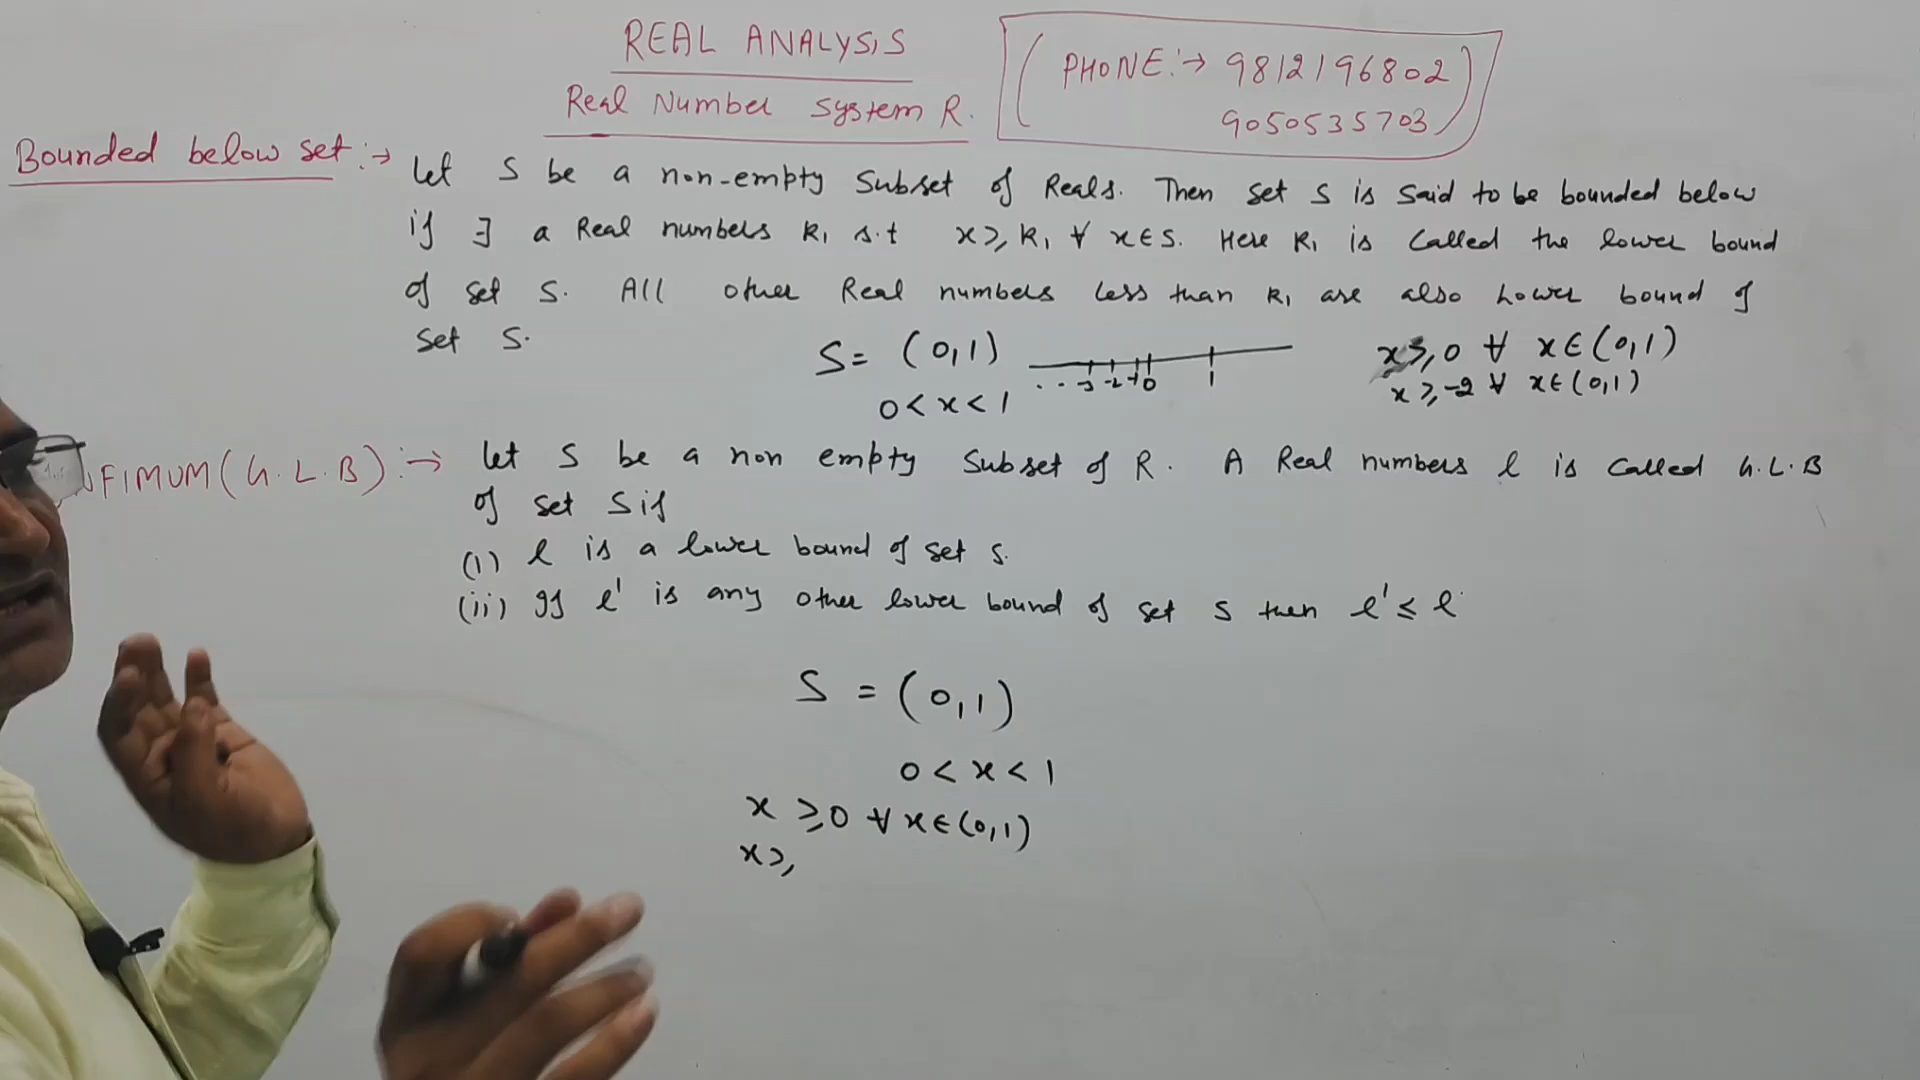 REAL ANALYSIS
Real Number System R.
(PHONE:→ 9812196802
9050535703)
Bounded below set:→ Let S be a non-empty Subset of Reals. Then set S is said to be bounded below
if ∃ a Real numbers k₁ s.t x≥k₁ ∀ x∈S. Here k₁ is called the lower bound
of set S. All other Real numbers less than k₁ are also Lower bound of
set S.
S= (0,1)
0<x<1
.. -3 -2 -1 0 1
x≥0 ∀ x∈(0,1)
x≥-2 ∀ x∈(0,1)
FIMUM(G.L.B):→ Let S be a non empty Subset of R. A Real numbers l is called G.L.B
of set S if
(i) l is a lower bound of set S.
(ii) If l' is any other lower bound of set S then l'≤l
S = (0,1)
0<x<1
x≥0 ∀ x∈(0,1)
x≥